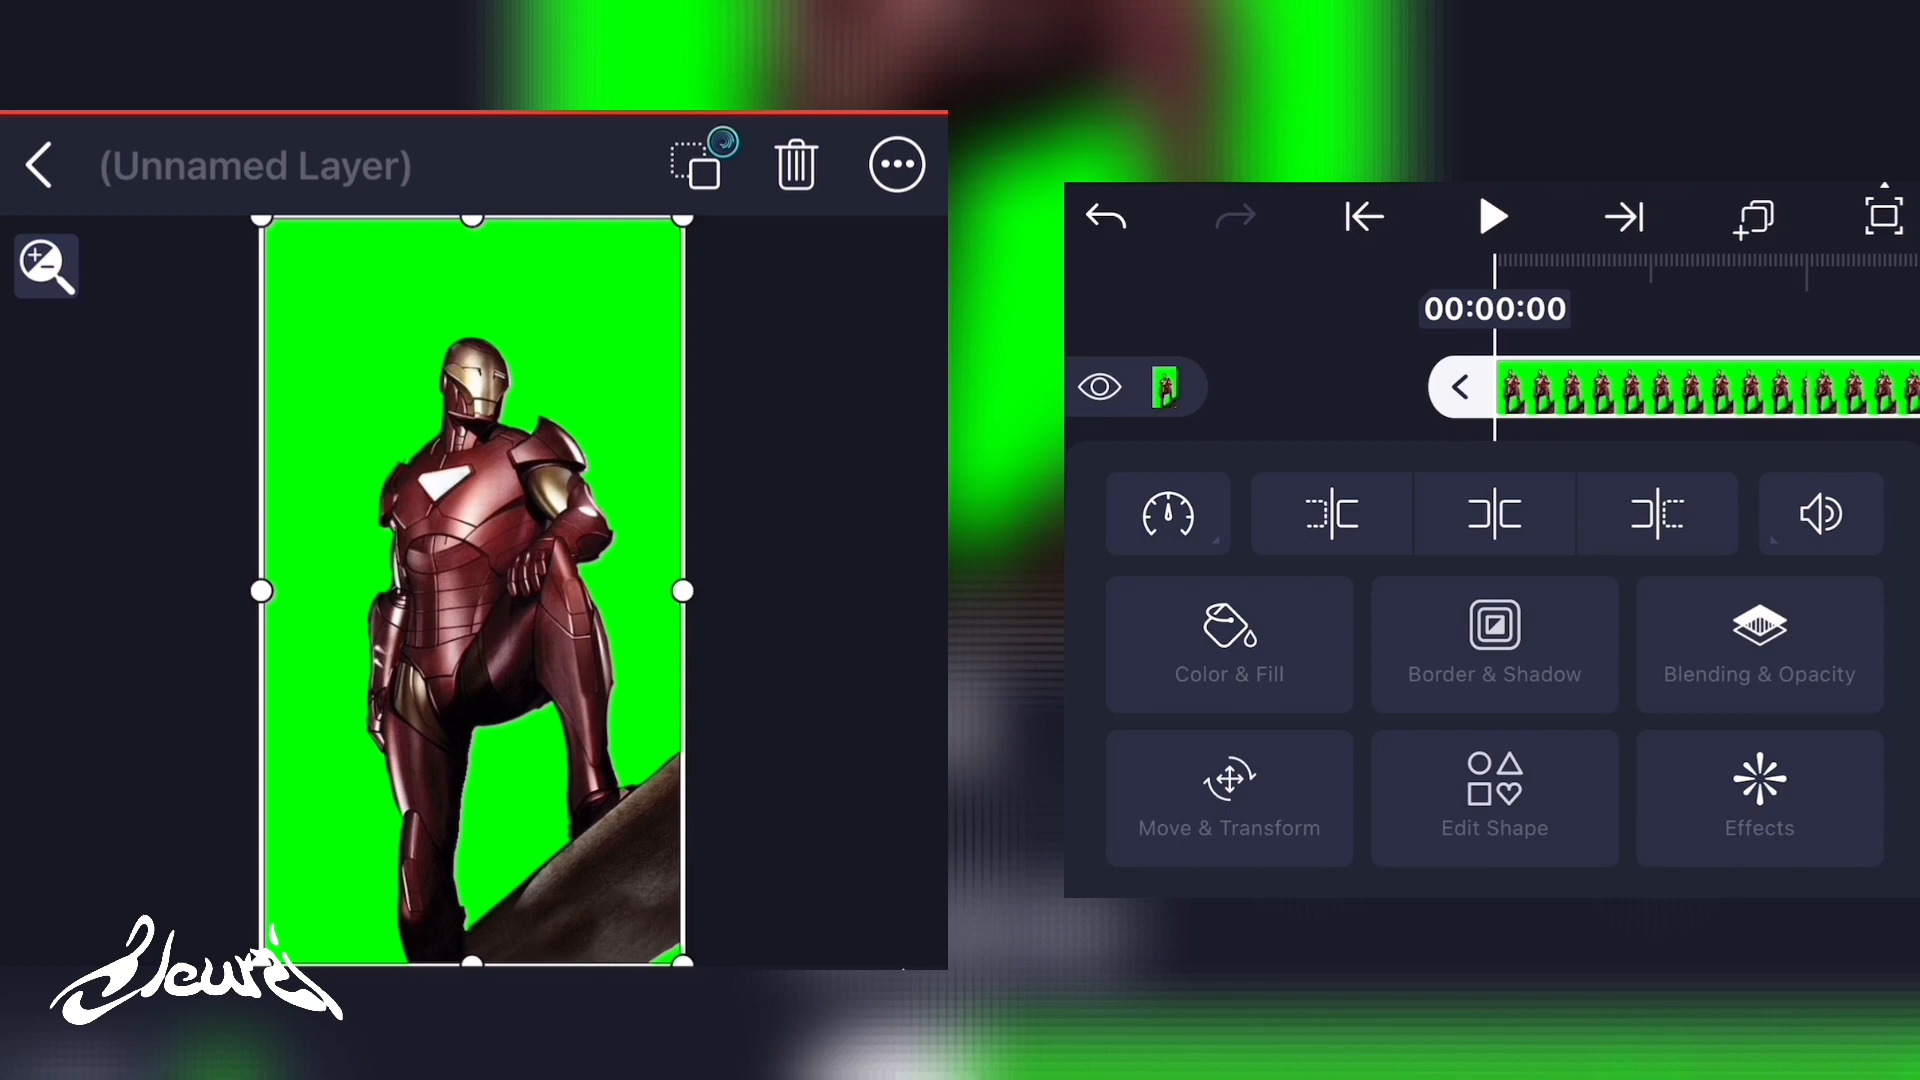 (Unnamed Layer)
00:00:00
Color & Fill
Border & Shadow
Blending & Opacity
Move & Transform
Edit Shape
Effects